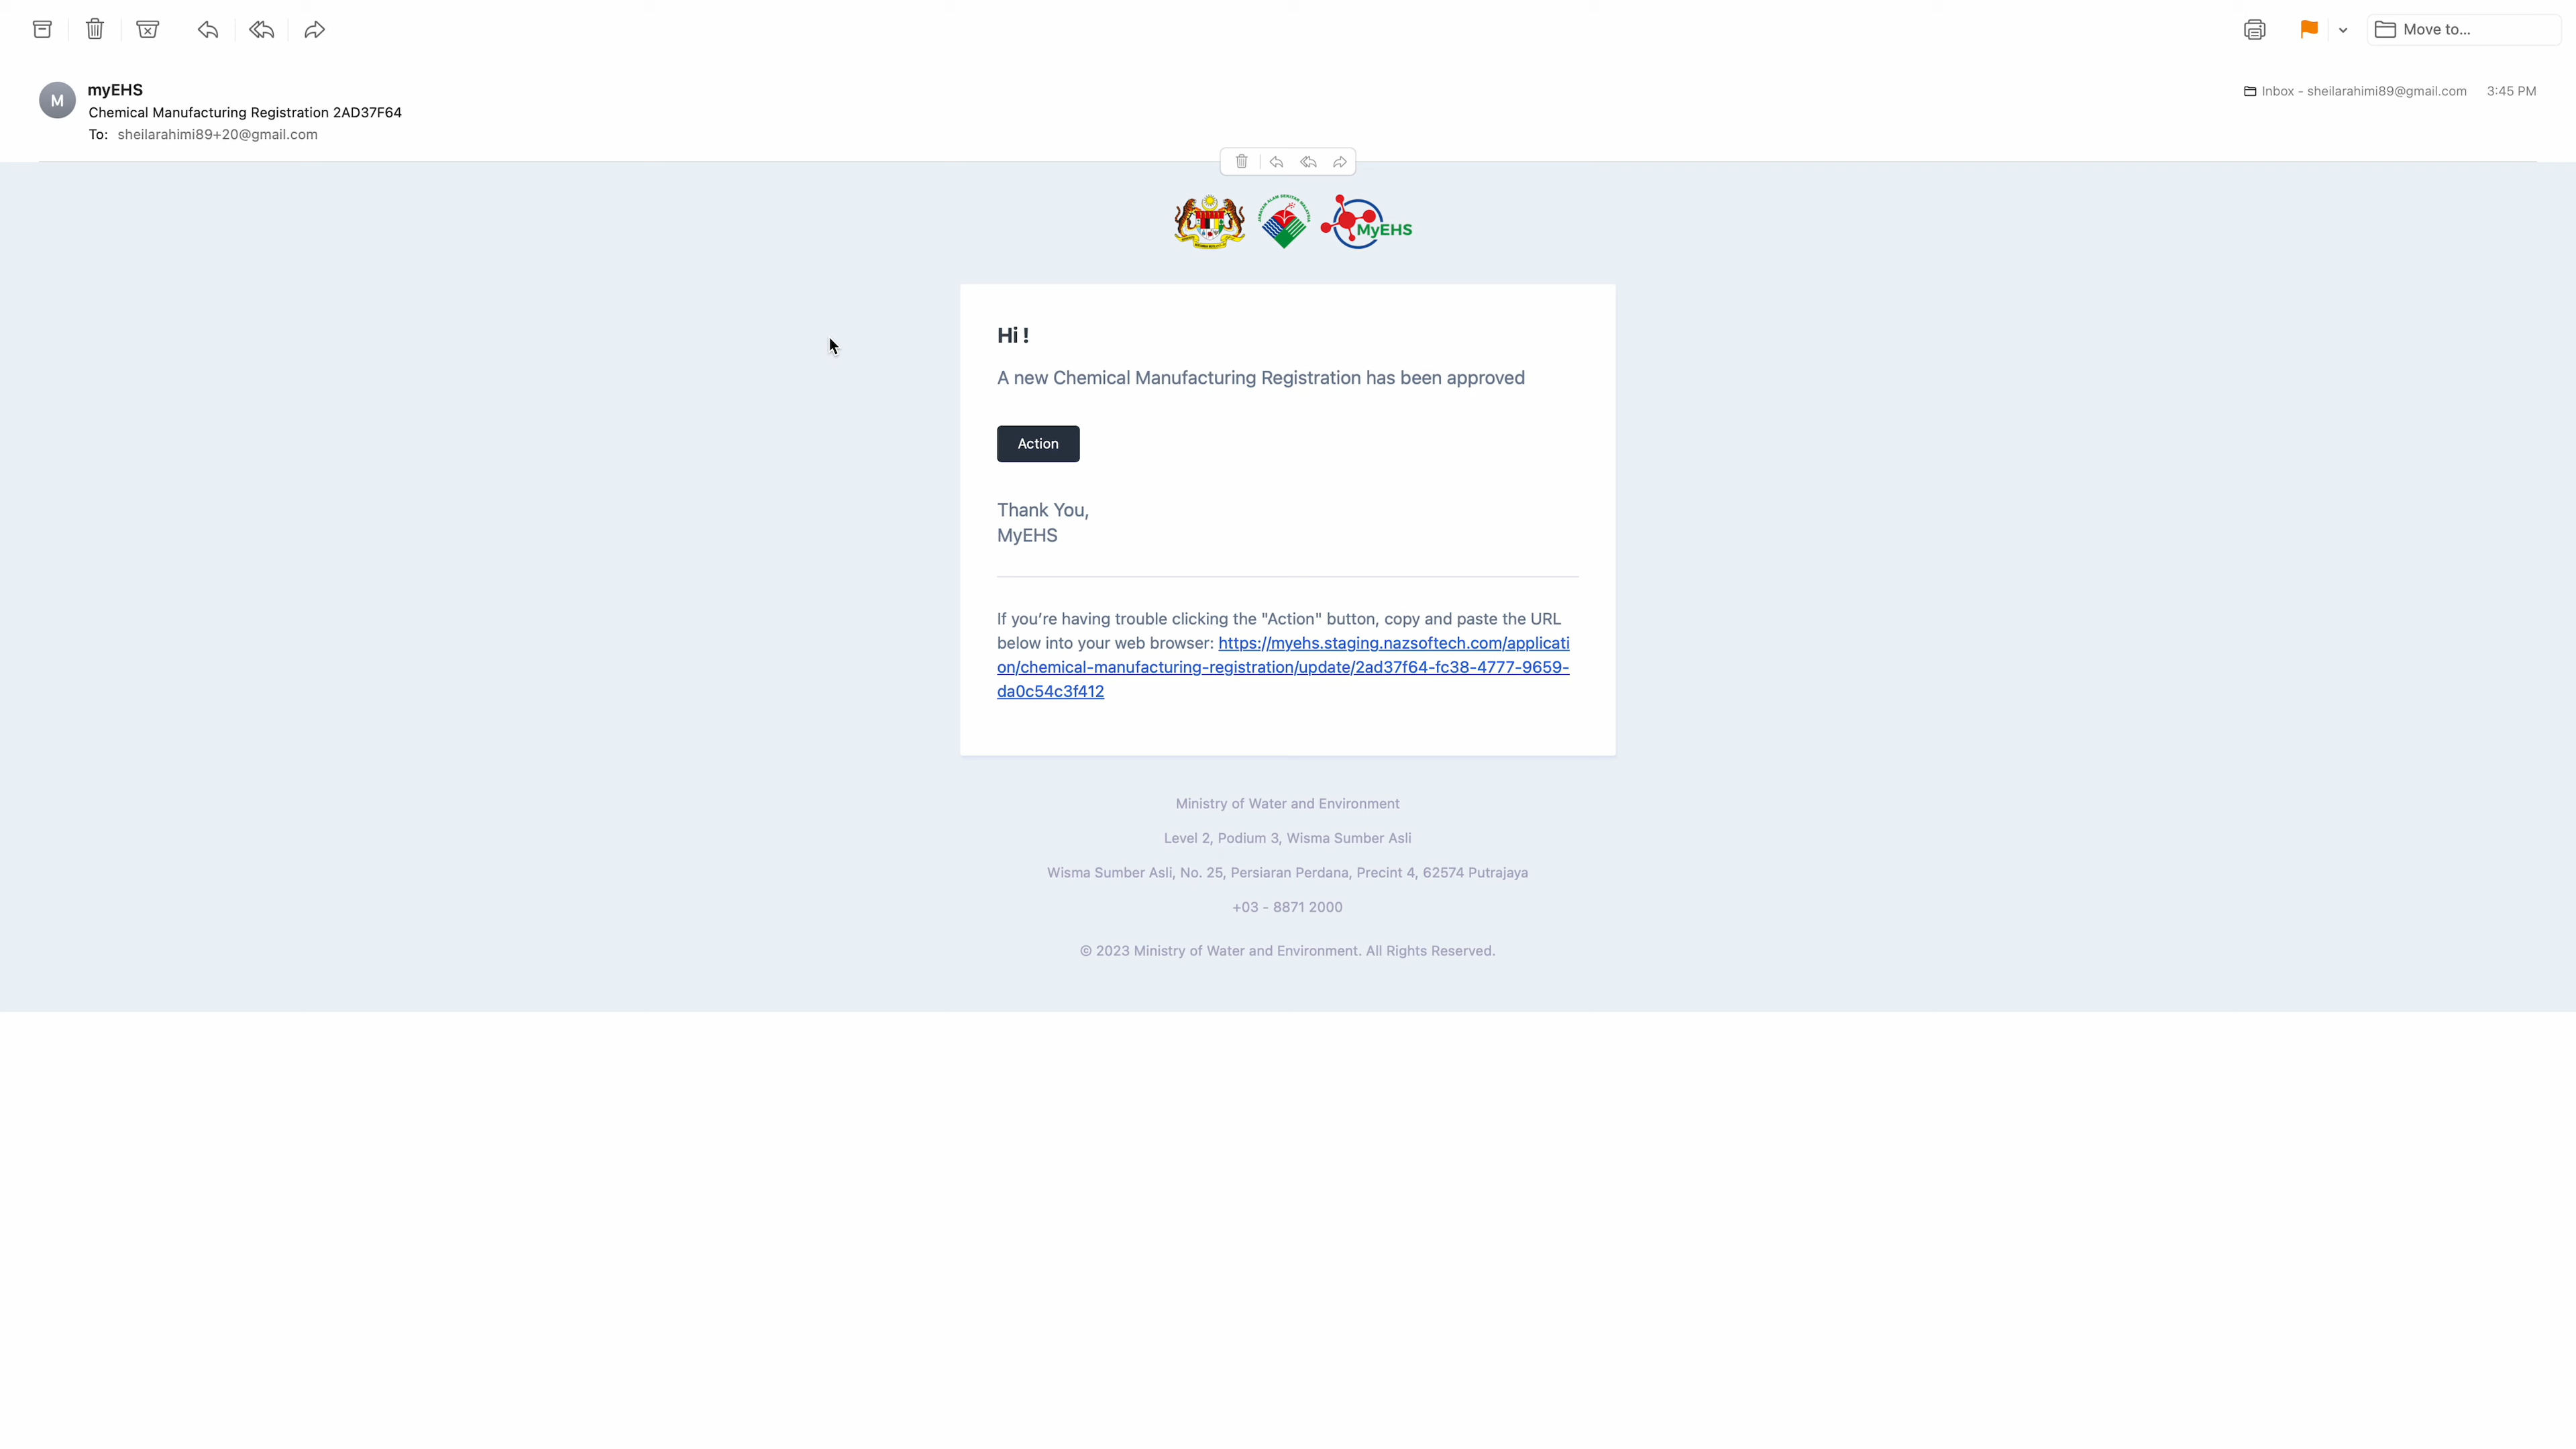 Move to...
M
myEHS
Inbox - sheilarahimi89@gmail.com 3:45 PM
Chemical Manufacturing Registration 2AD37F64
To: sheilarahimi89+20@gmail.com
MyEHS
Hi !
A new Chemical Manufacturing Registration has been approved
Action
Thank You,
MyEHS
If you're having trouble clicking the "Action" button, copy and paste the URL
below into your web browser: https://myehs.staging.nazsoftech.com/applicati
on/chemical-manufacturing-registration/update/2ad37f64-fc38-4777-9659-
da0c54c3f412
Ministry of Water and Environment
Level 2, Podium 3, Wisma Sumber Asli
Wisma Sumber Asli, No. 25, Persiaran Perdana, Precint 4, 62574 Putrajaya
+03 - 8871 2000
© 2023 Ministry of Water and Environment. All Rights Reserved.